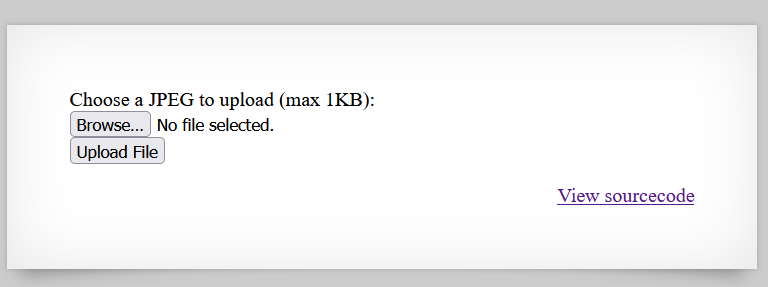 Choose a JPEG to upload (max 1KB):
Browse... No file selected.
Upload File
View sourcecode